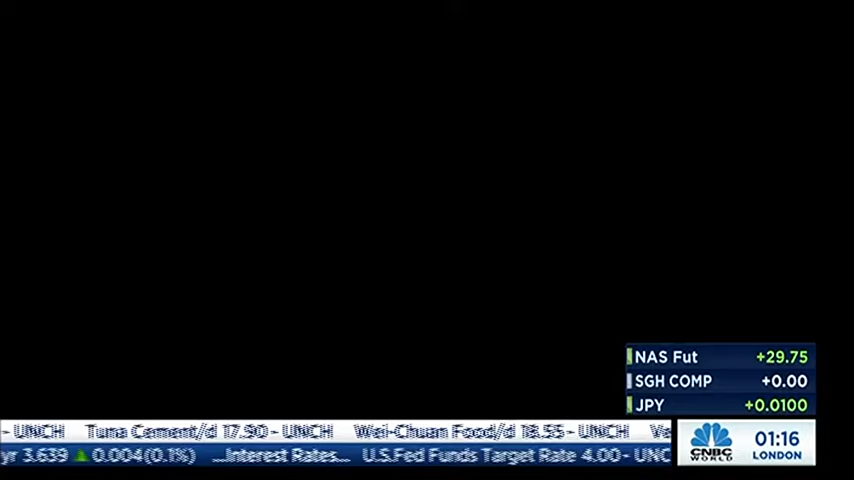 NAS Fut +29.75
SGH COMP +0.00
JPY +0.0100
- UNCH Tuna Cement/d 17.90 - UNCH Wei-Chuan Food/d 18.55 - UNCH
yr 3.639 ▲ 0.004(0.1%) ...Interest Rates... U.S.Fed Funds Target Rate 4.00 - UNC
CNBC
WORLD
01:16
LONDON